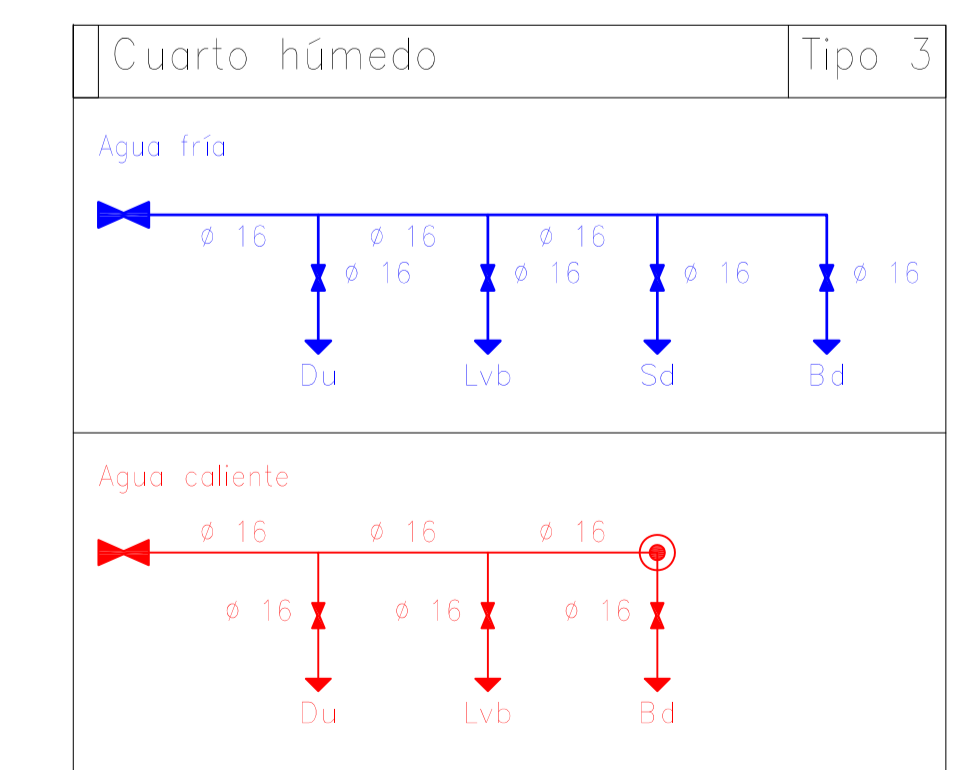 Cuarto húmedo Tipo 3
Agua fría
ø 16 ø 16 ø 16
ø 16 ø 16 ø 16 ø 16
Du Lvb Sd Bd
Agua caliente
ø 16 ø 16 ø 16
ø 16 ø 16 ø 16
Du Lvb Bd